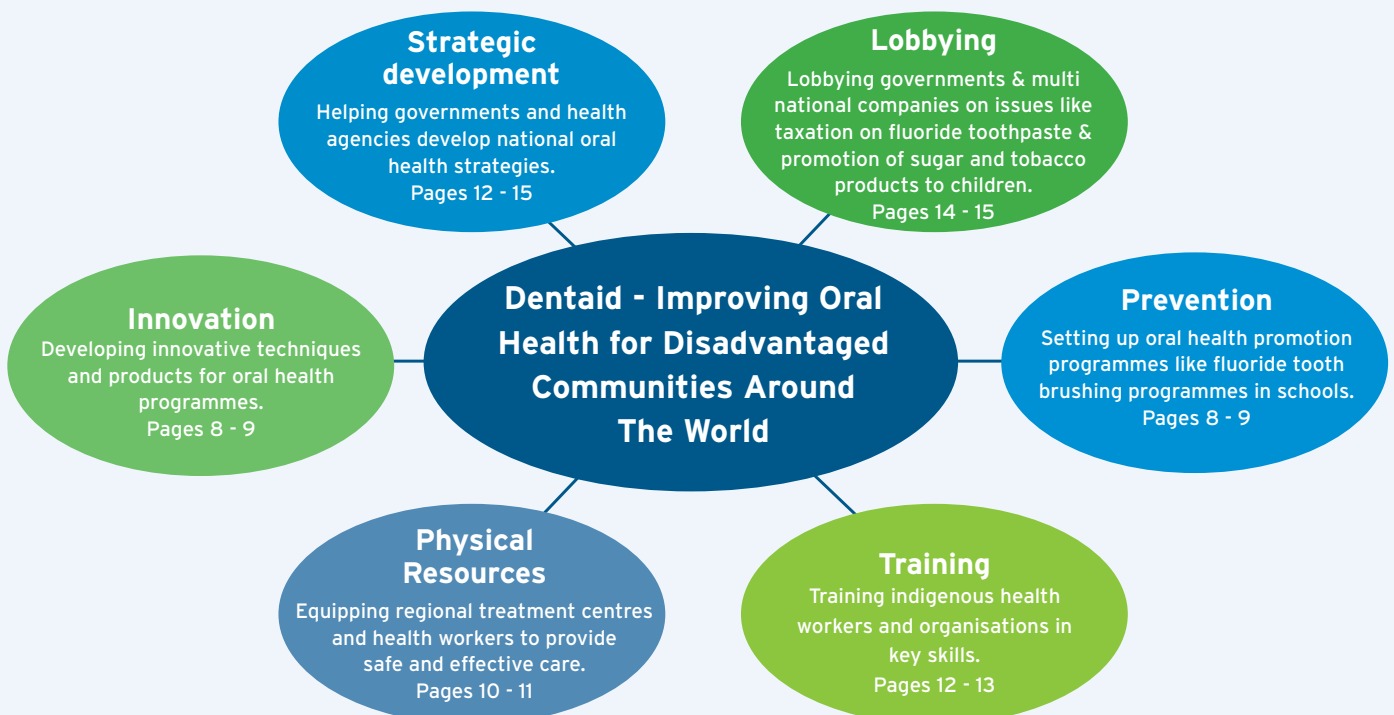 Strategic
development
Helping governments and health
agencies develop national oral
health strategies.
Pages 12 - 15
Lobbying
Lobbying governments & multi
national companies on issues like
taxation on fluoride toothpaste &
promotion of sugar and tobacco
products to children.
Pages 14 - 15
Innovation
Developing innovative techniques
and products for oral health
programmes.
Pages 8 - 9
Dentaid - Improving Oral
Health for Disadvantaged
Communities Around
The World
Prevention
Setting up oral health promotion
programmes like fluoride tooth
brushing programmes in schools.
Pages 8 - 9
Physical
Resources
Equipping regional treatment centres
and health workers to provide
safe and effective care.
Pages 10 - 11
Training
Training indigenous health
workers and organisations in
key skills.
Pages 12 - 13